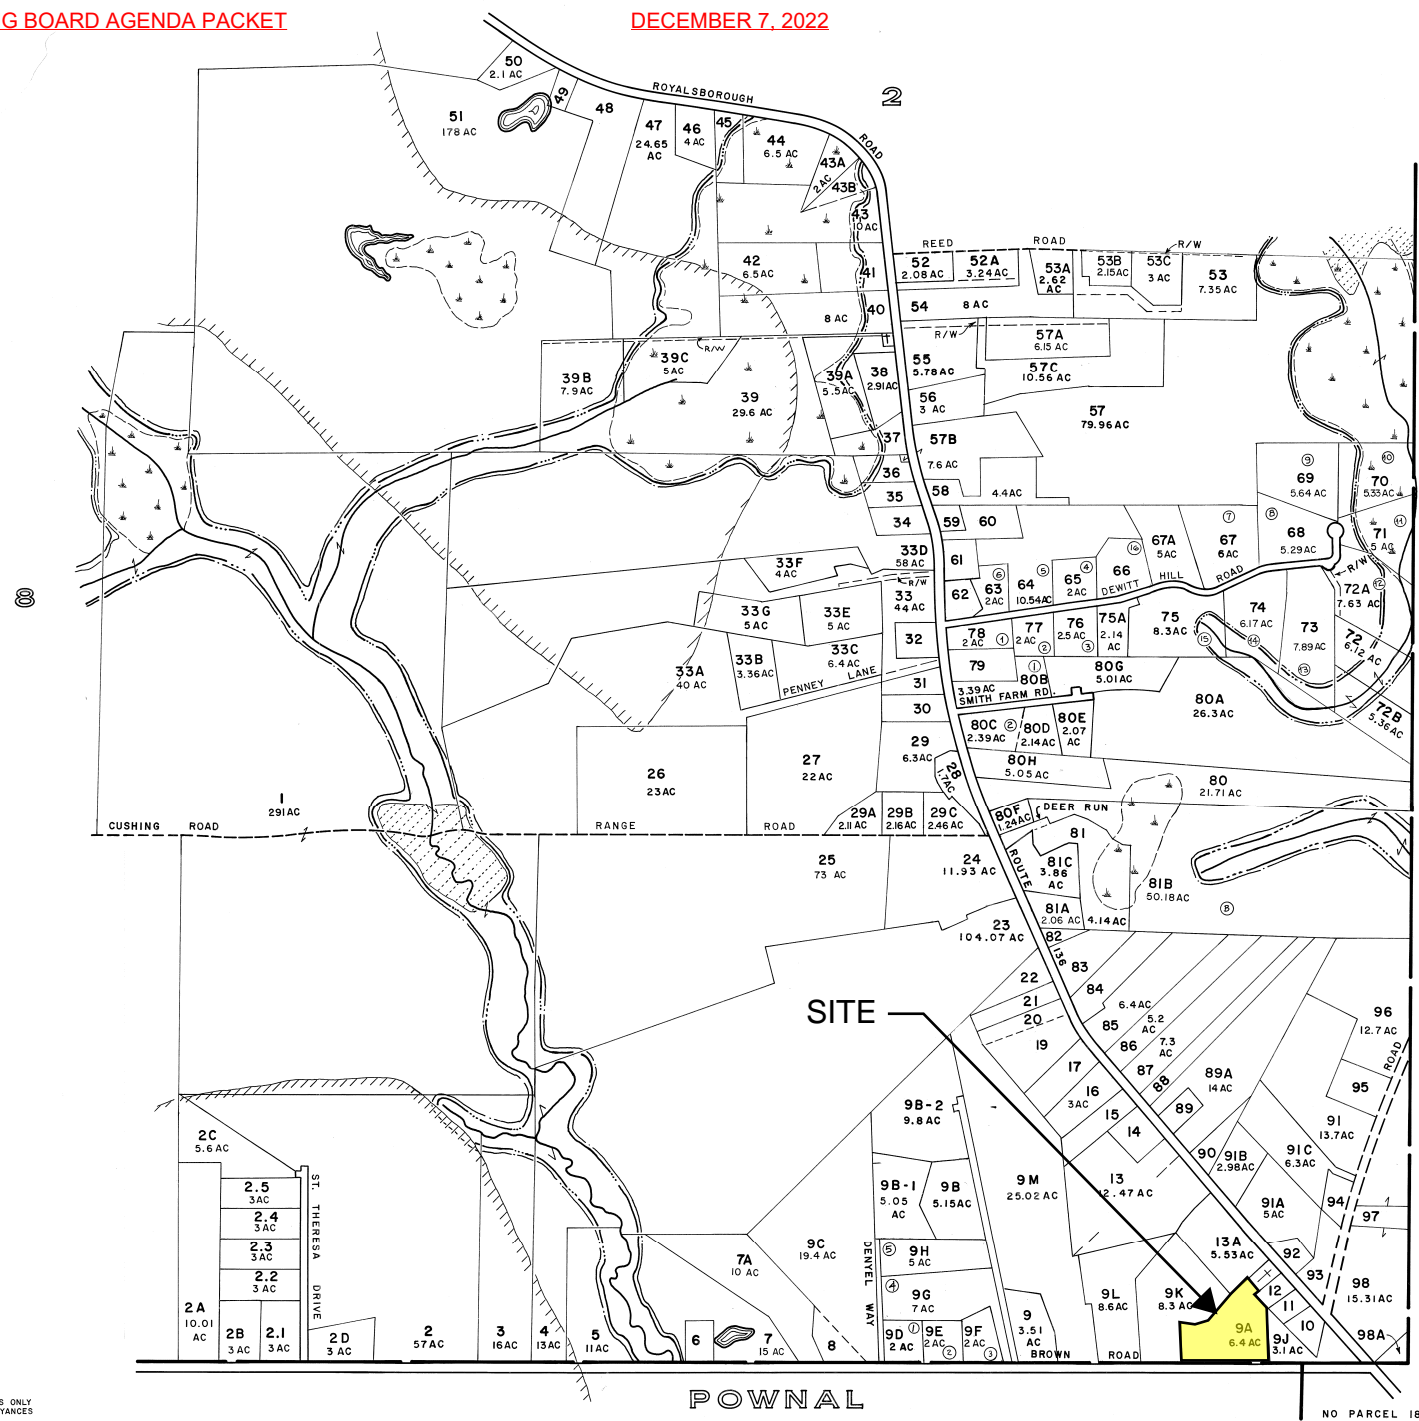 G BOARD AGENDA PACKET
DECEMBER 7, 2022
2
8
ROYALSBOROUGH
ROAD
50
2.1 AC
49
51
178 AC
48
47
24.65
AC
46
4 AC
45
44
6.5 AC
43A
2 AC
43B
43
10 AC
42
6.5 AC
41
40
8 AC
REED
ROAD
R/W
52
2.08 AC
52A
3.24 AC
53A
2.62
AC
53B
2.15 AC
53C
3 AC
53
7.35 AC
54
8 AC
R/W
57A
6.15 AC
57C
10.56 AC
55
5.78 AC
56
3 AC
57
79.96 AC
57B
7.6 AC
4.4 AC
39B
7.9 AC
39C
5 AC
R/W
39
29.6 AC
39A
5.5 AC
38
2.91 AC
37
36
35
34
58
59
60
61
62
33D
58 AC
R/W
33F
4 AC
33
44 AC
33G
5 AC
33E
5 AC
33C
6.4 AC
33B
3.36 AC
33A
40 AC
PENNEY LANE
32
31
30
29
6.3 AC
28
1.7 AC
63
2 AC
6
64
10.54 AC
5
65
2 AC
4
66
16
67A
5 AC
67
6 AC
7
68
5.29 AC
8
69
5.64 AC
9
70
5.33 AC
10
71
5 AC
11
R/W
72A
7.63 AC
12
72
6.12 AC
72B
5.36 AC
73
7.89 AC
13
74
6.17 AC
14
75
8.3 AC
15
DEWITT HILL ROAD
75A
2.14
AC
76
2.5 AC
3
77
2 AC
2
78
2 AC
1
79
3.39 AC
SMITH FARM RD.
80B
1
80G
5.01 AC
80A
26.3 AC
80C
2.39 AC
2
80D
2.14 AC
80E
2.07
AC
80H
5.05 AC
80
21.71 AC
80F
1.24 AC
DEER RUN
81
81C
3.86
AC
81A
2.06 AC
4.14 AC
81B
50.18 AC
B
26
23 AC
27
22 AC
29A
2.11 AC
29B
2.16 AC
29C
2.46 AC
1
291 AC
CUSHING ROAD
RANGE ROAD
25
73 AC
24
11.93 AC
ROUTE
136
23
104.07 AC
82
83
84
6.4 AC
85
5.2
AC
86
7.3
AC
87
88
89A
14 AC
89
22
21
20
19
17
16
3 AC
15
14
13
12.47 AC
SITE
96
12.7 AC
ROAD
95
91
13.7 AC
91C
6.3 AC
91B
2.98 AC
90
91A
5 AC
94
97
13A
5.53 AC
92
93
98
15.31 AC
98A
12
11
10
9J
3.1 AC
9A
6.4 AC
9K
8.3 AC
9L
8.6 AC
9M
25.02 AC
9B-2
9.8 AC
9B-1
5.05
AC
9B
5.15 AC
9H
5 AC
5
9G
7 AC
4
9D
2 AC
1
9E
2 AC
2
9F
2 AC
3
9
3.51
AC
BROWN ROAD
DENYEL WAY
9C
19.4 AC
7A
10 AC
2C
5.6 AC
2.5
3 AC
2.4
3 AC
2.3
3 AC
2.2
3 AC
ST. THERESA DRIVE
2A
10.01
AC
2B
3 AC
2.1
3 AC
2D
3 AC
2
57 AC
3
16 AC
4
13 AC
5
11 AC
6
7
15 AC
8
POWNAL
S ONLY
YANCES
NO PARCEL 18